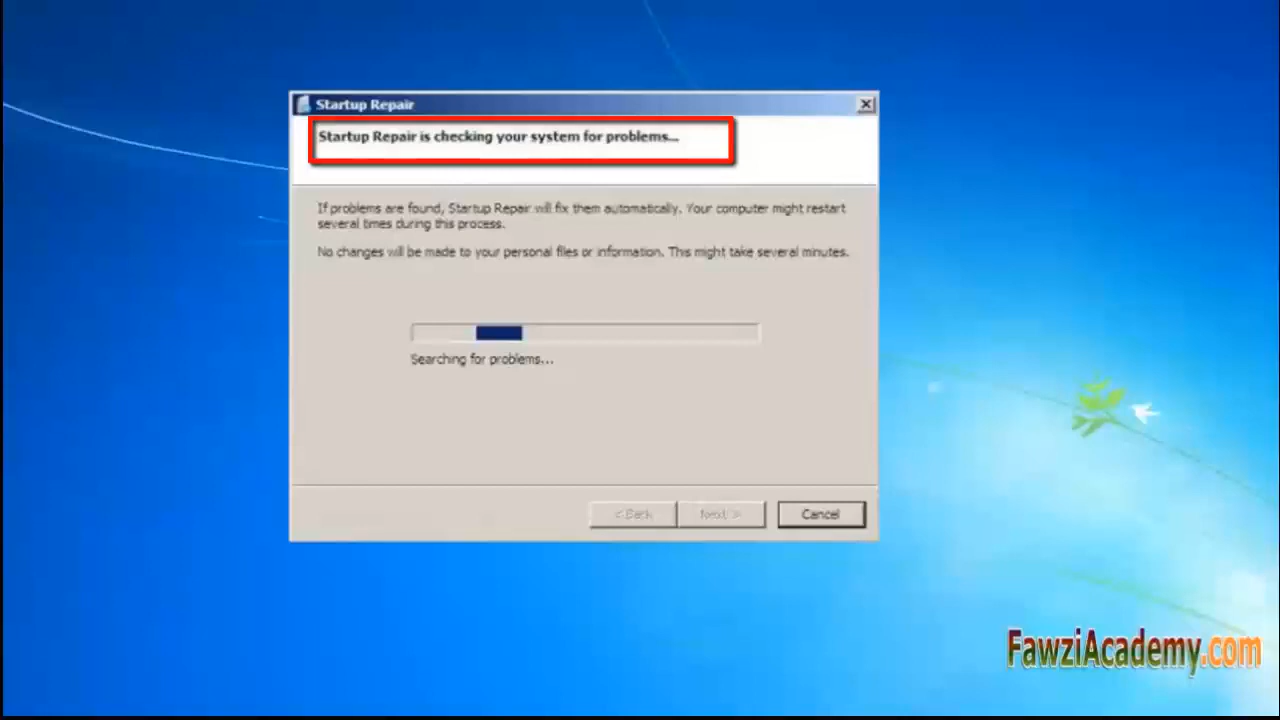 Startup Repair
Startup Repair is checking your system for problems...
If problems are found, Startup Repair will fix them automatically. Your computer might restart
several times during this process.
No changes will be made to your personal files or information. This might take several minutes.
Searching for problems...
< Back
Next >
Cancel
FawziAcademy.com